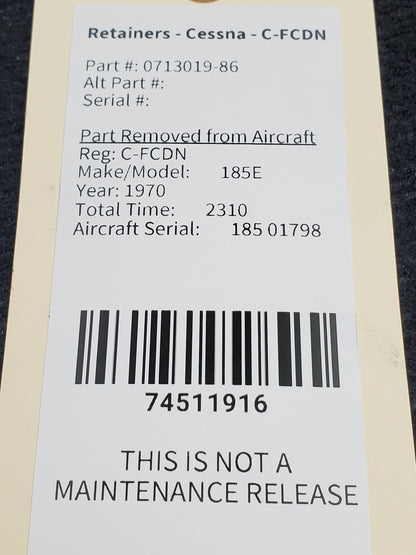 Retainers - Cessna - C-FCDN
Part #: 0713019-86
Alt Part #:
Serial #:
Part Removed from Aircraft
Reg: C-FCDN
Make/Model: 185E
Year: 1970
Total Time: 2310
Aircraft Serial: 185 01798
74511916
THIS IS NOT A
MAINTENANCE RELEASE